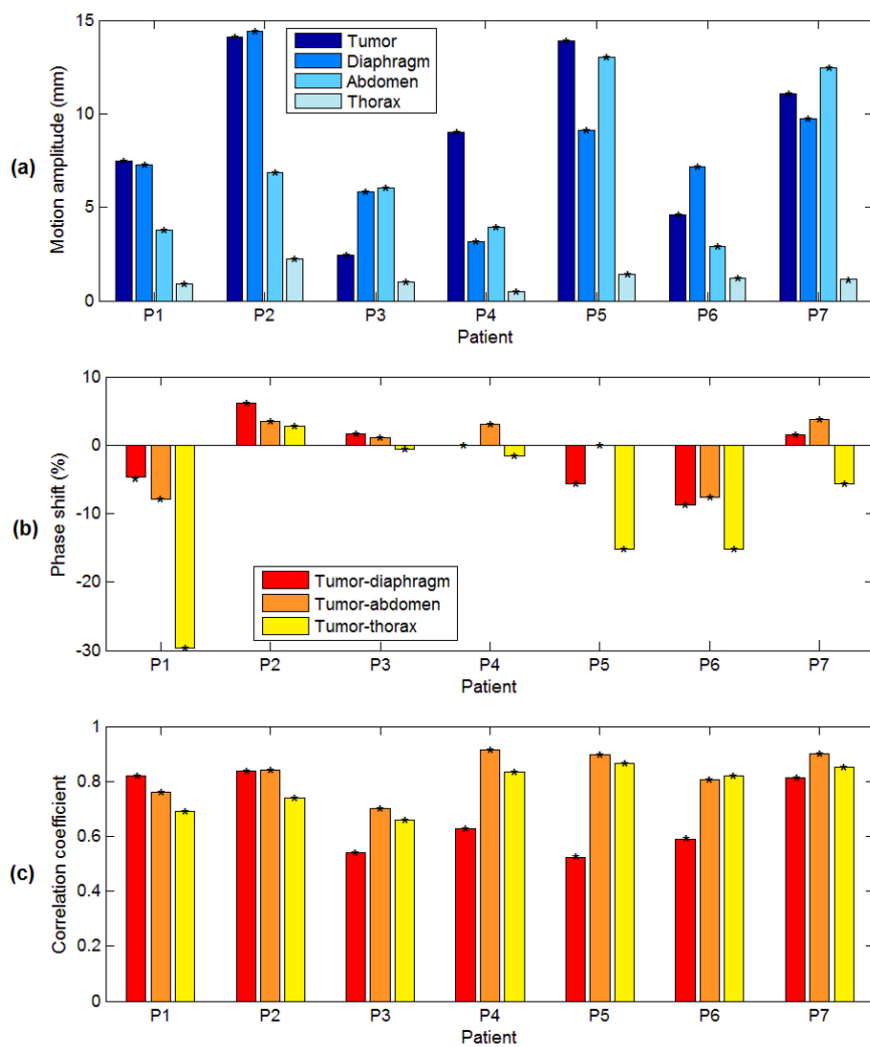 15
10
5
0
Motion amplitude (mm)
(a)
Tumor
Diaphragm
Abdomen
Thorax
P1 P2 P3 P4 P5 P6 P7
Patient
10
0
-10
-20
-30
Phase shift (%)
(b)
Tumor-diaphragm
Tumor-abdomen
Tumor-thorax
P1 P2 P3 P4 P5 P6 P7
Patient
1
0.8
0.6
0.4
0.2
0
Correlation coefficient
(c)
P1 P2 P3 P4 P5 P6 P7
Patient